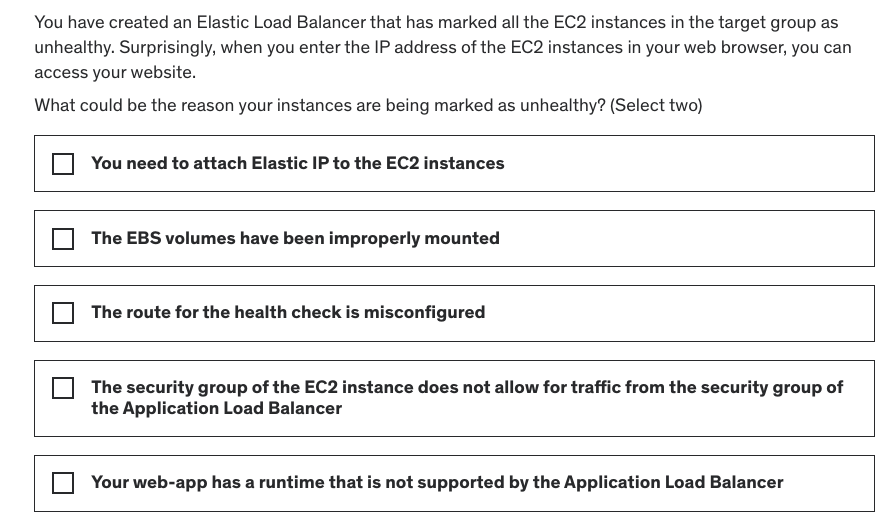 You have created an Elastic Load Balancer that has marked all the EC2 instances in the target group as
unhealthy. Surprisingly, when you enter the IP address of the EC2 instances in your web browser, you can
access your website.
What could be the reason your instances are being marked as unhealthy? (Select two)
You need to attach Elastic IP to the EC2 instances
The EBS volumes have been improperly mounted
The route for the health check is misconfigured
The security group of the EC2 instance does not allow for traffic from the security group of
the Application Load Balancer
Your web-app has a runtime that is not supported by the Application Load Balancer